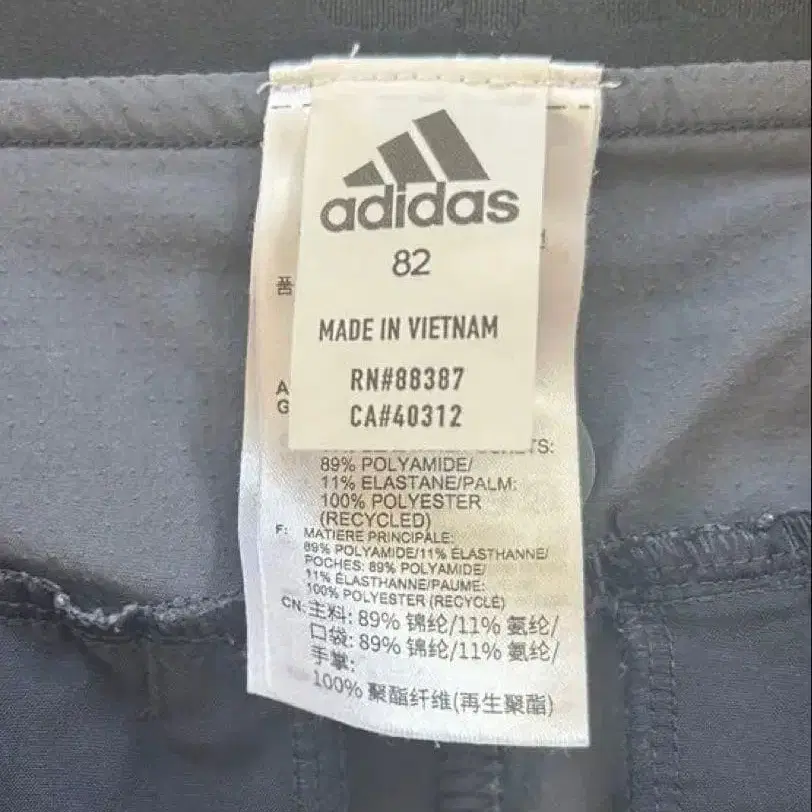 adidas
82
MADE IN VIETNAM
RN#88387
CA#40312
품
A
G
89% POLYAMIDE/
11% ELASTANE/PALM:
100% POLYESTER
(RECYCLED)
F: MATIERE PRINCIPALE:
89% POLYAMIDE/11% ÉLASTHANNE/
POCHES: 89% POLYAMIDE/
11% ÉLASTHANNE/PAUME:
100% POLYESTER (RECYCLÉ)
CN: 主料: 89% 锦纶/11% 氨纶/
口袋: 89% 锦纶/11% 氨纶/
手掌:
100% 聚酯纤维(再生聚酯)